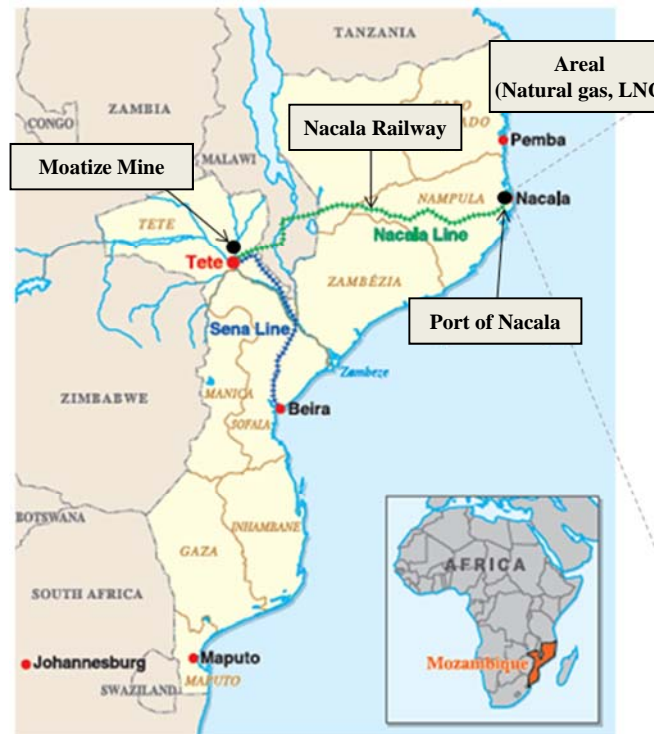 TANZANIA
Areal
(Natural gas, LNG
CABO
DELGADO
ZAMBIA
CONGO
Nacala Railway
Pemba
Moatize Mine
MALAWI
NAMPULA
Nacala
TETE
Nacala Line
Tete
ZAMBÉZIA
Port of Nacala
Sena Line
Zambeze
MANICA
ZIMBABWE
Beira
SOFALA
BOTSWANA
INHAMBANE
GAZA
AFRICA
SOUTH AFRICA
Mozambique
Johannesburg
Maputo
SWAZILAND
MAPUTO